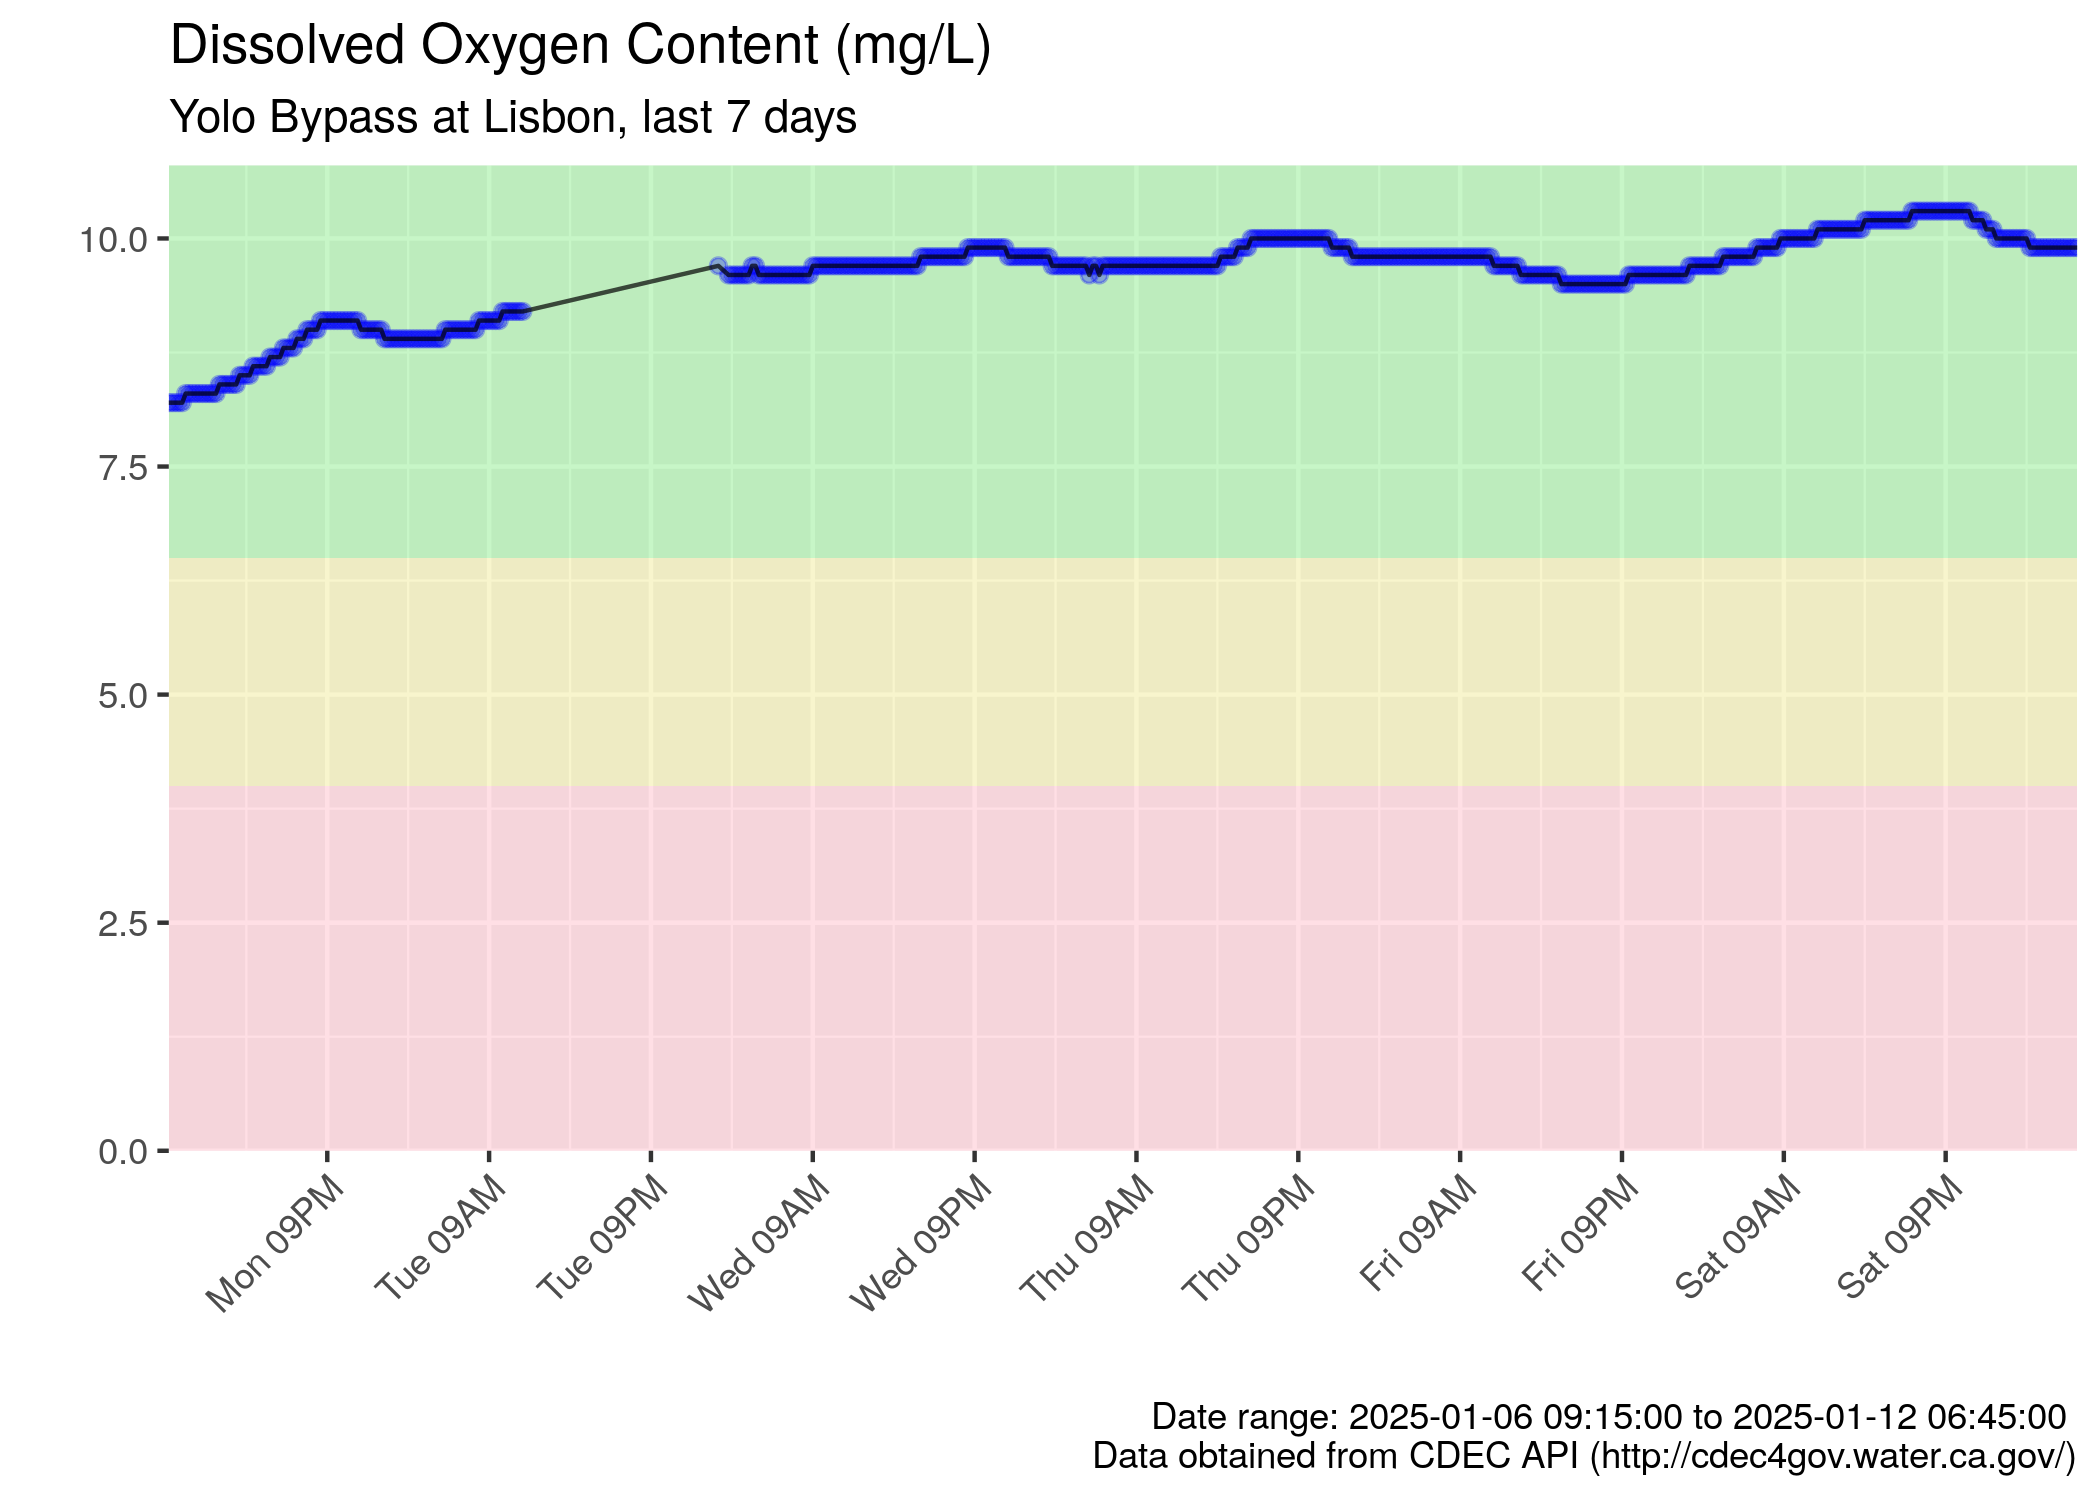 Dissolved Oxygen Content (mg/L)
Yolo Bypass at Lisbon, last 7 days
10.0
7.5
5.0
2.5
0.0
Mon 09PM
Tue 09AM
Tue 09PM
Wed 09AM
Wed 09PM
Thu 09AM
Thu 09PM
Fri 09AM
Fri 09PM
Sat 09AM
Sat 09PM
Date range: 2025-01-06 09:15:00 to 2025-01-12 06:45:00
Data obtained from CDEC API (http://cdec4gov.water.ca.gov/)